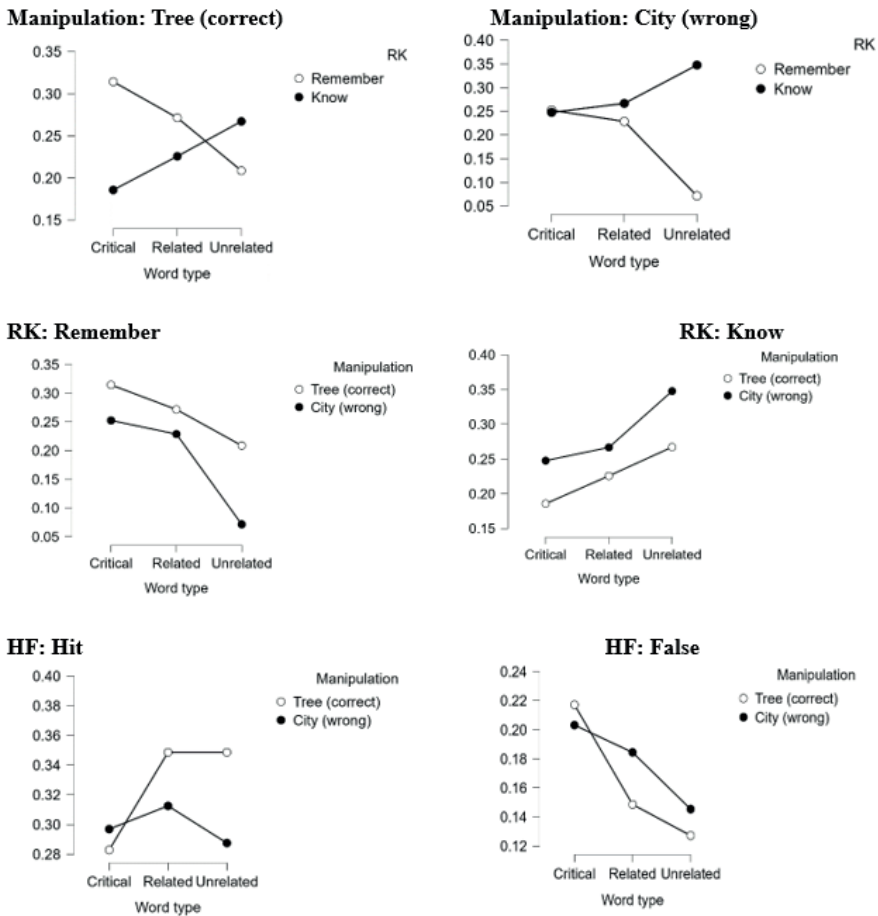 Manipulation: Tree (correct)
0.35
0.30
0.25
0.20
0.15
RK
Remember
Know
Critical Related Unrelated
Word type
Manipulation: City (wrong)
0.40
0.35
0.30
0.25
0.20
0.15
0.10
0.05
RK
Remember
Know
Critical Related Unrelated
Word type
RK: Remember
0.35
0.30
0.25
0.20
0.15
0.10
0.05
Manipulation
Tree (correct)
City (wrong)
Critical Related Unrelated
Word type
RK: Know
0.40
0.35
0.30
0.25
0.20
0.15
Manipulation
Tree (correct)
City (wrong)
Critical Related Unrelated
Word type
HF: Hit
0.40
0.38
0.36
0.34
0.32
0.30
0.28
Manipulation
Tree (correct)
City (wrong)
Critical Related Unrelated
Word type
HF: False
0.24
0.22
0.20
0.18
0.16
0.14
0.12
Manipulation
Tree (correct)
City (wrong)
Critical Related Unrelated
Word type